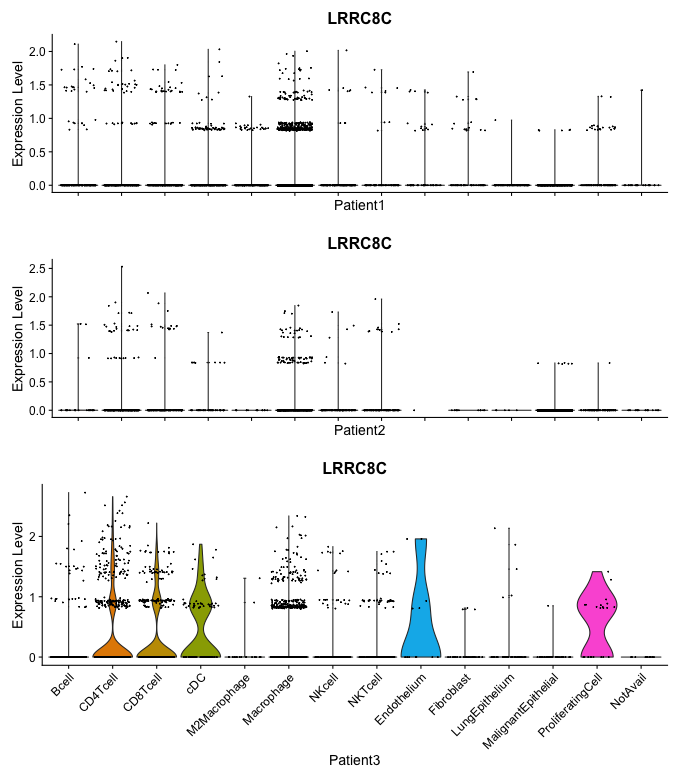 LRRC8C
Expression Level
2.0
1.5
1.0
0.5
0.0
Patient1
LRRC8C
Expression Level
2.5
2.0
1.5
1.0
0.5
0.0
Patient2
LRRC8C
Expression Level
2
1
0
Bcell
CD4Tcell
CD8Tcell
cDC
M2Macrophage
Macrophage
NKcell
NKTcell
Endothelium
Fibroblast
LungEpithelium
MalignantEpithelial
ProliferatingCell
NotAvail
Patient3